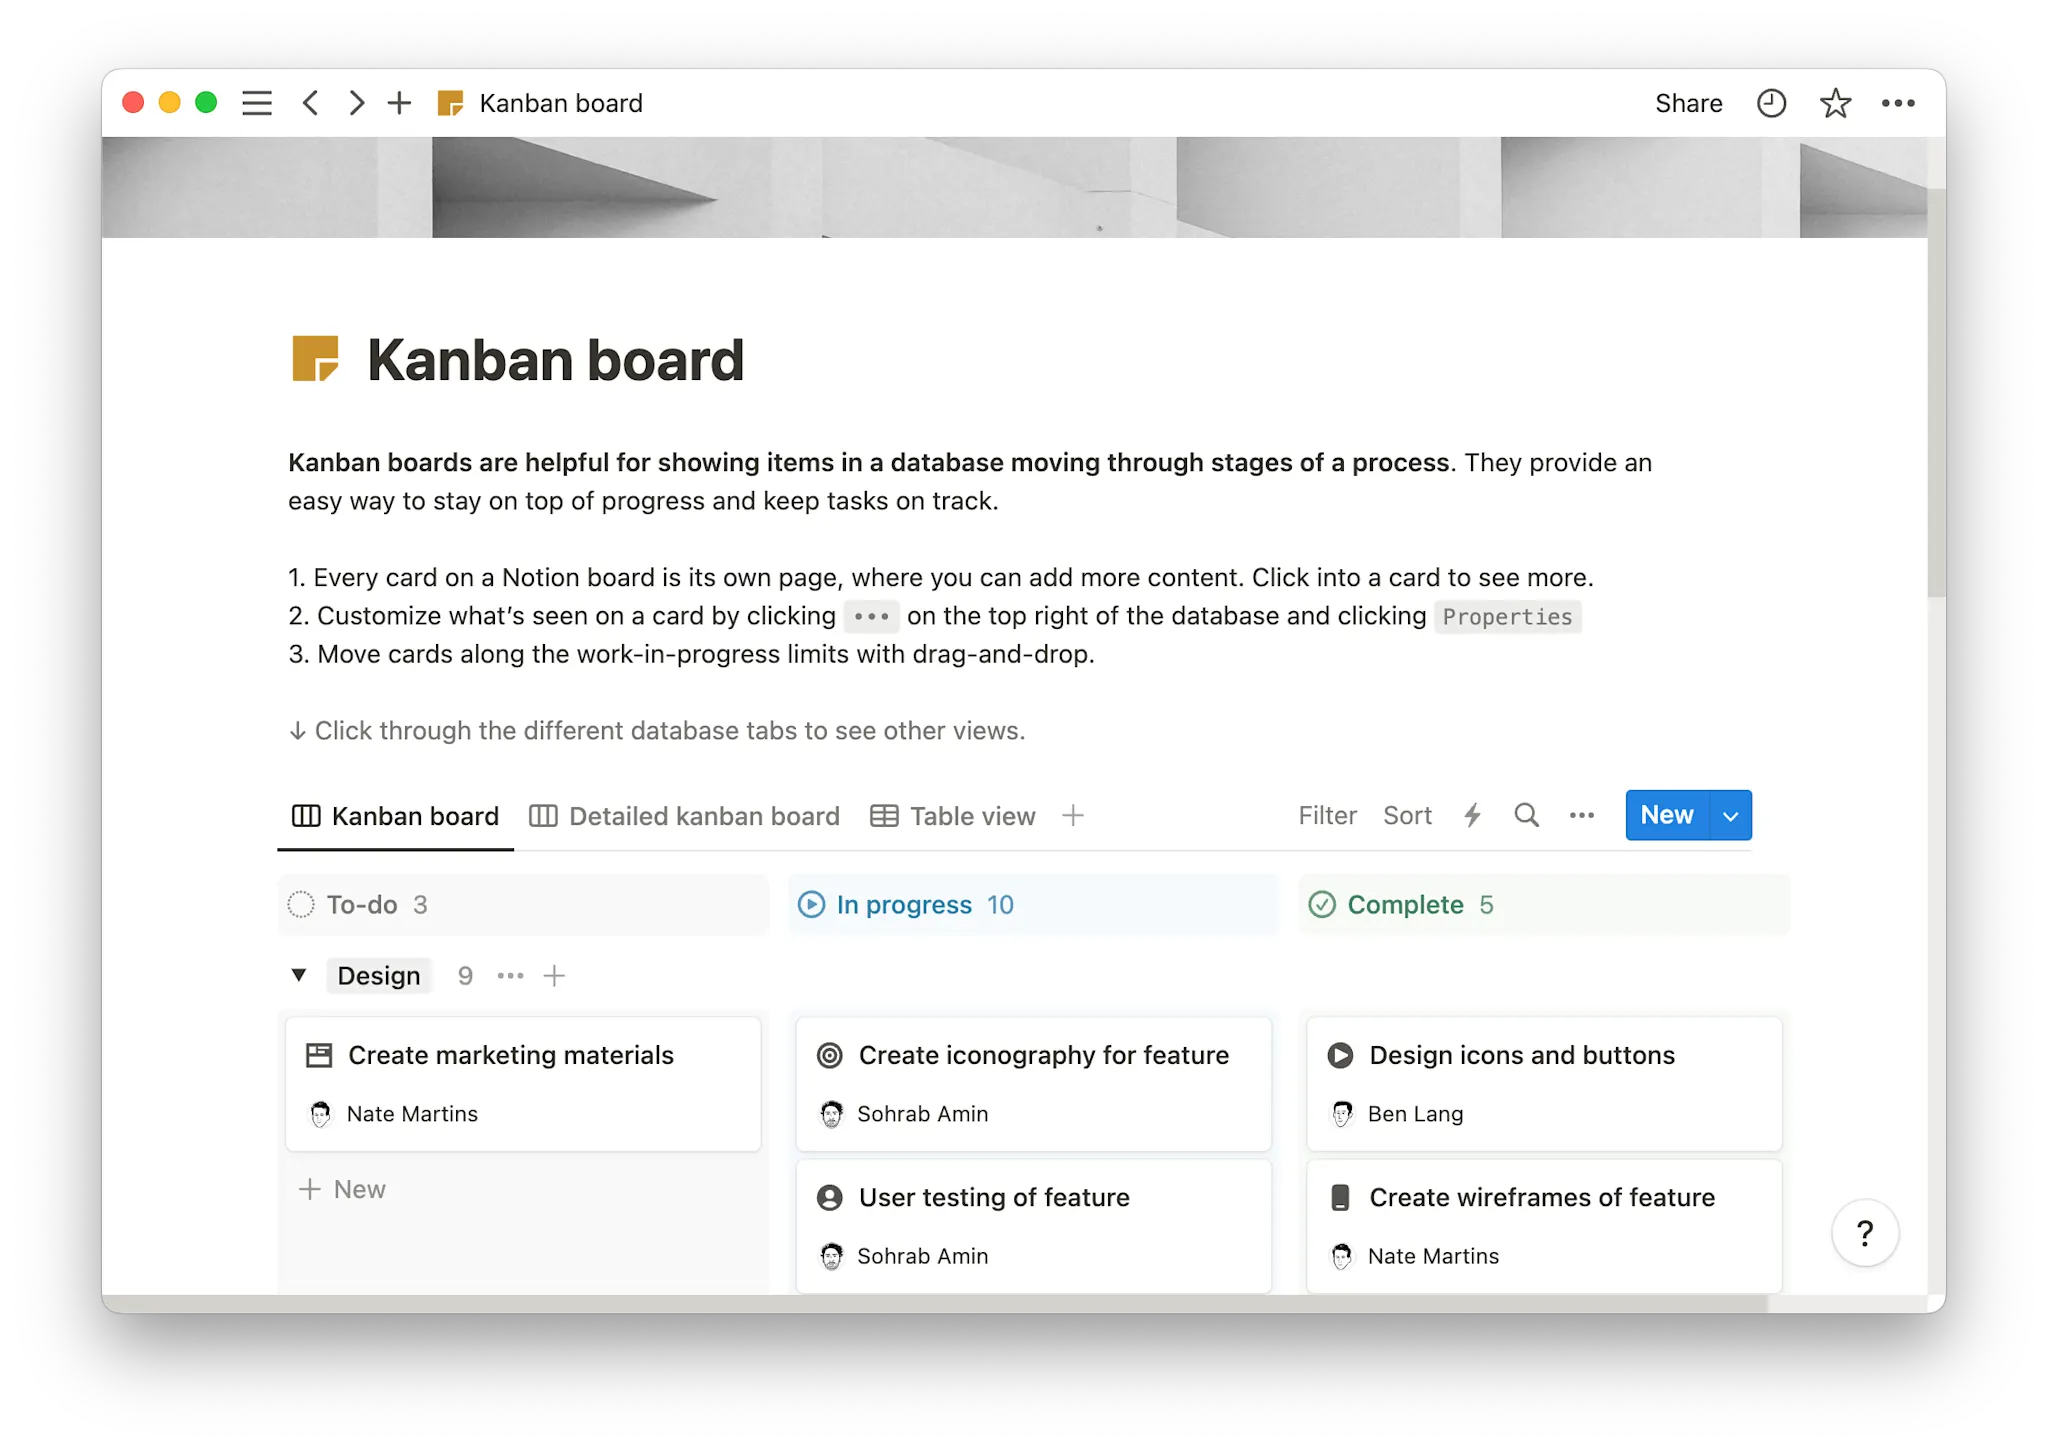 Kanban board
Share
Kanban board
Kanban boards are helpful for showing items in a database moving through stages of a process. They provide an
easy way to stay on top of progress and keep tasks on track.
1. Every card on a Notion board is its own page, where you can add more content. Click into a card to see more.
2. Customize what’s seen on a card by clicking ••• on the top right of the database and clicking Properties
3. Move cards along the work-in-progress limits with drag-and-drop.
↓ Click through the different database tabs to see other views.
Kanban board Detailed kanban board Table view Filter Sort New
To-do 3 In progress 10 Complete 5
Design 9
Create marketing materials
Nate Martins
New
Create iconography for feature
Sohrab Amin
User testing of feature
Sohrab Amin
Design icons and buttons
Ben Lang
Create wireframes of feature
Nate Martins
?